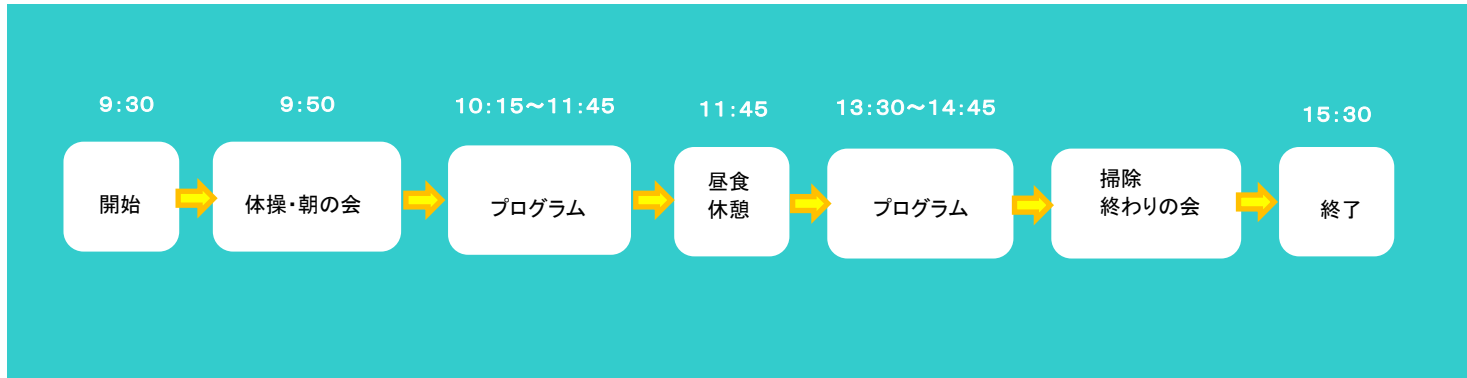 9:30
開始
9:50
体操・朝の会
10:15～11:45
プログラム
11:45
昼食
休憩
13:30～14:45
プログラム
掃除
終わりの会
15:30
終了